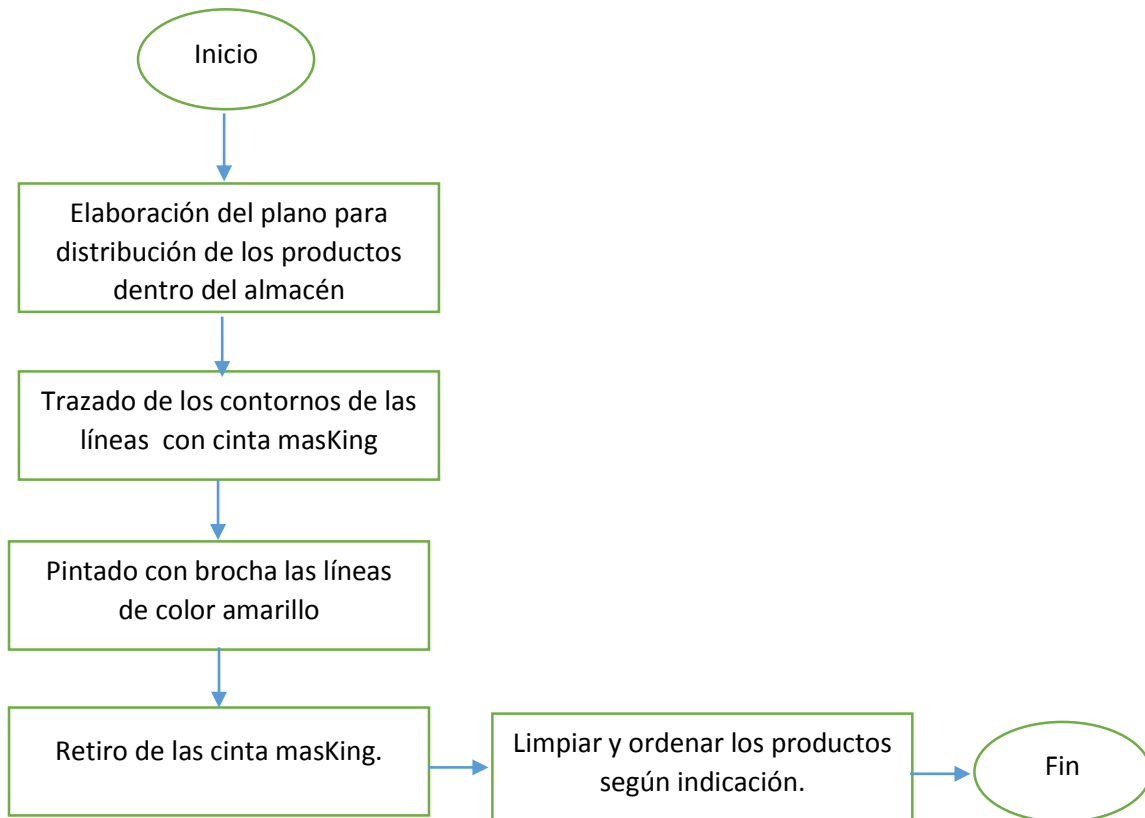 Inicio
Elaboración del plano para
distribución de los productos
dentro del almacén
Trazado de los contornos de las
líneas  con cinta masKing
Pintado con brocha las líneas
de color amarillo
Retiro de las cinta masKing.
Limpiar y ordenar los productos
según indicación.
Fin